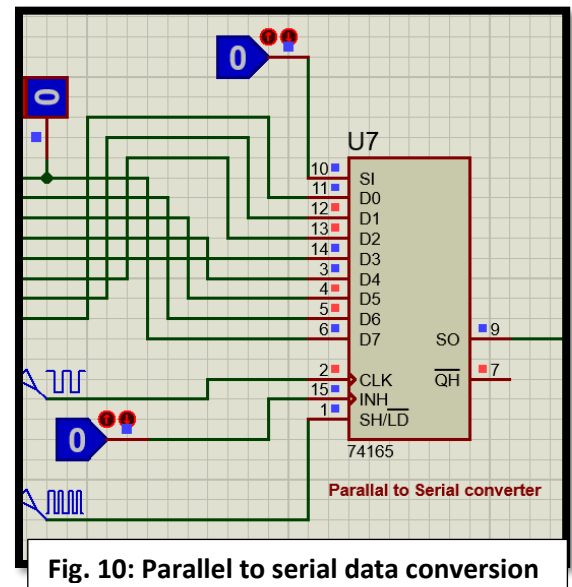 0
0
U7
10
SI
11
D0
12
D1
13
D2
14
D3
3
D4
4
D5
5
D6
6
D7
SO
9
QH
7
2
CLK
15
INH
1
SH/LD
0
74165
Parallal to Serial converter
Fig. 10: Parallel to serial data conversion